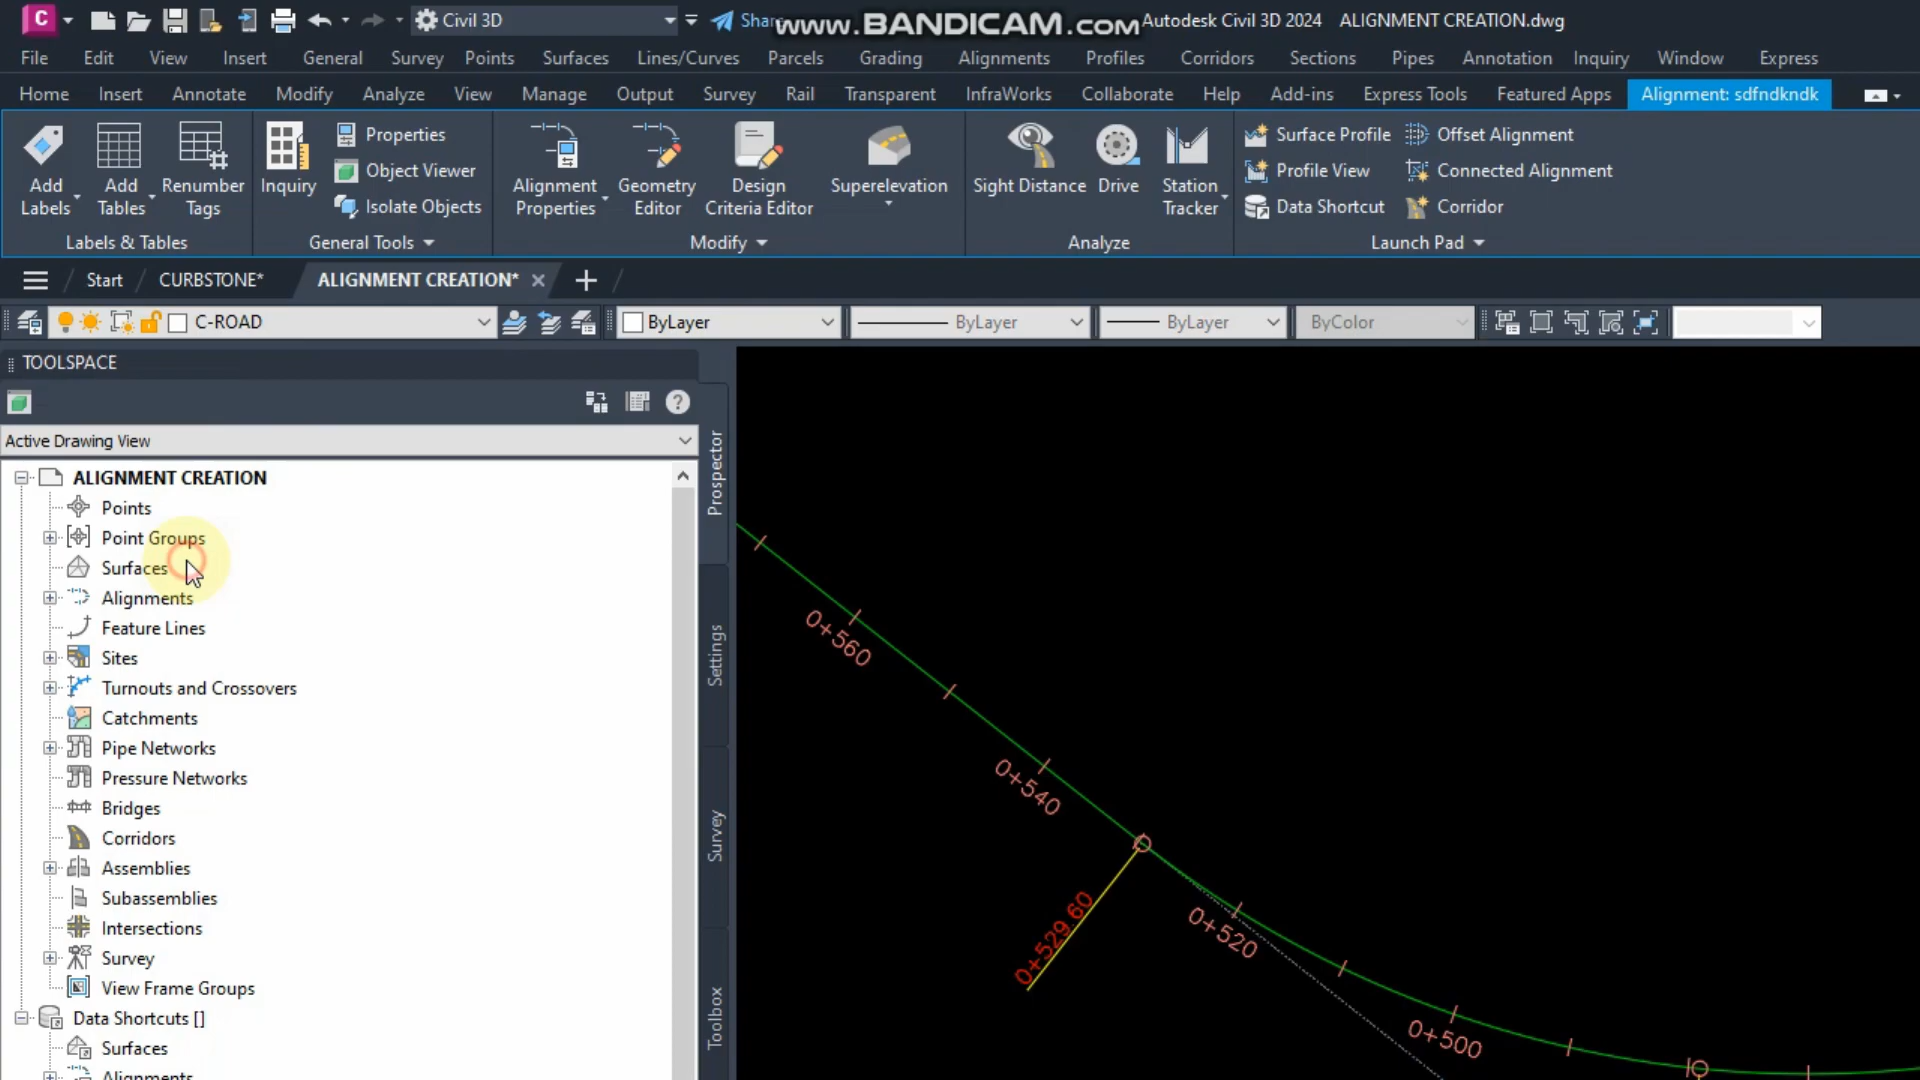 C Civil 3D Share www.BANDICAM.com Autodesk Civil 3D 2024 ALIGNMENT CREATION.dwg
File Edit View Insert General Survey Points Surfaces Lines/Curves Parcels Grading Alignments Profiles Corridors Sections Pipes Annotation Inquiry Window Express
Home Insert Annotate Modify Analyze View Manage Output Survey Rail Transparent InfraWorks Collaborate Help Add-ins Express Tools Featured Apps Alignment: sdfndkndk
Add Labels
Add Tables
Renumber Tags
Labels & Tables
Inquiry
Properties
Object Viewer
Isolate Objects
General Tools
Alignment Properties
Geometry Editor
Design Criteria Editor
Superelevation
Modify
Sight Distance
Drive
Station Tracker
Analyze
Surface Profile
Profile View
Data Shortcut
Offset Alignment
Connected Alignment
Corridor
Launch Pad
Start CURBSTONE* ALIGNMENT CREATION*
C-ROAD ByLayer ByLayer ByLayer ByColor
TOOLSPACE
Active Drawing View
ALIGNMENT CREATION
Points
Point Groups
Surfaces
Alignments
Feature Lines
Sites
Turnouts and Crossovers
Catchments
Pipe Networks
Pressure Networks
Bridges
Corridors
Assemblies
Subassemblies
Intersections
Survey
View Frame Groups
Data Shortcuts []
Surfaces
Alignments
Prospector
Settings
Survey
Toolbox
0+560
0+540
0+529.60
0+520
0+500